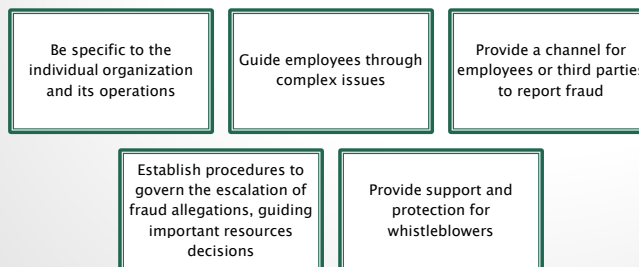 Be specific to the
individual organization
and its operations
Guide employees through
complex issues
Provide a channel for
employees or third parties
to report fraud
Establish procedures to
govern the escalation of
fraud allegations, guiding
important resources
decisions
Provide support and
protection for
whistleblowers